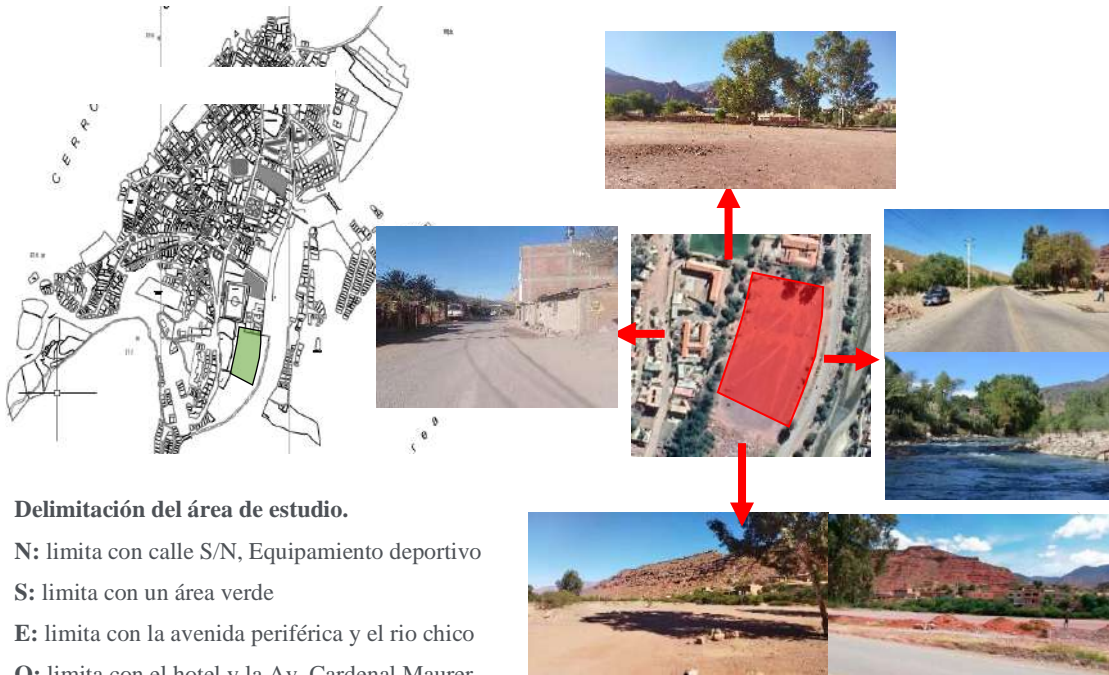 CERRO
Delimitación del área de estudio.
N: limita con calle S/N, Equipamiento deportivo
S: limita con un área verde
E: limita con la avenida periférica y el rio chico
O: limita con el hotel y la Av. Cardenal Maurer